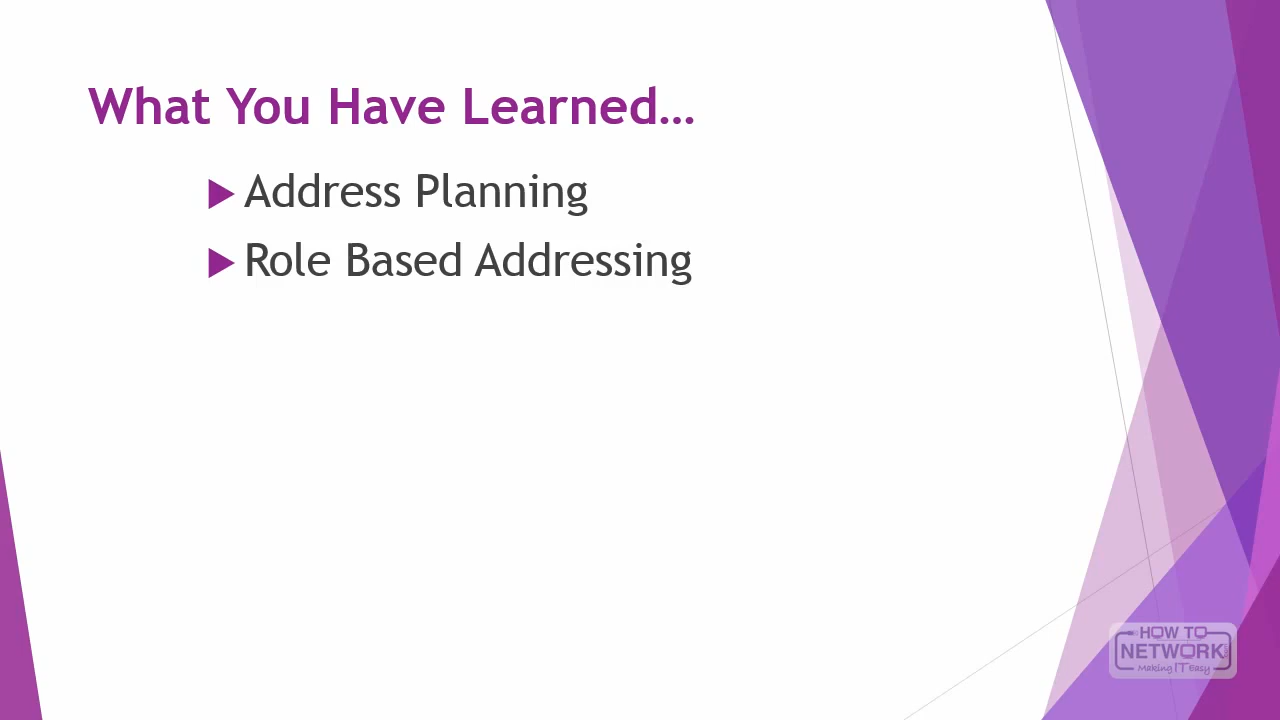 What You Have Learned…
Address Planning
Role Based Addressing
HOW TO
NETWORK
Making IT Easy